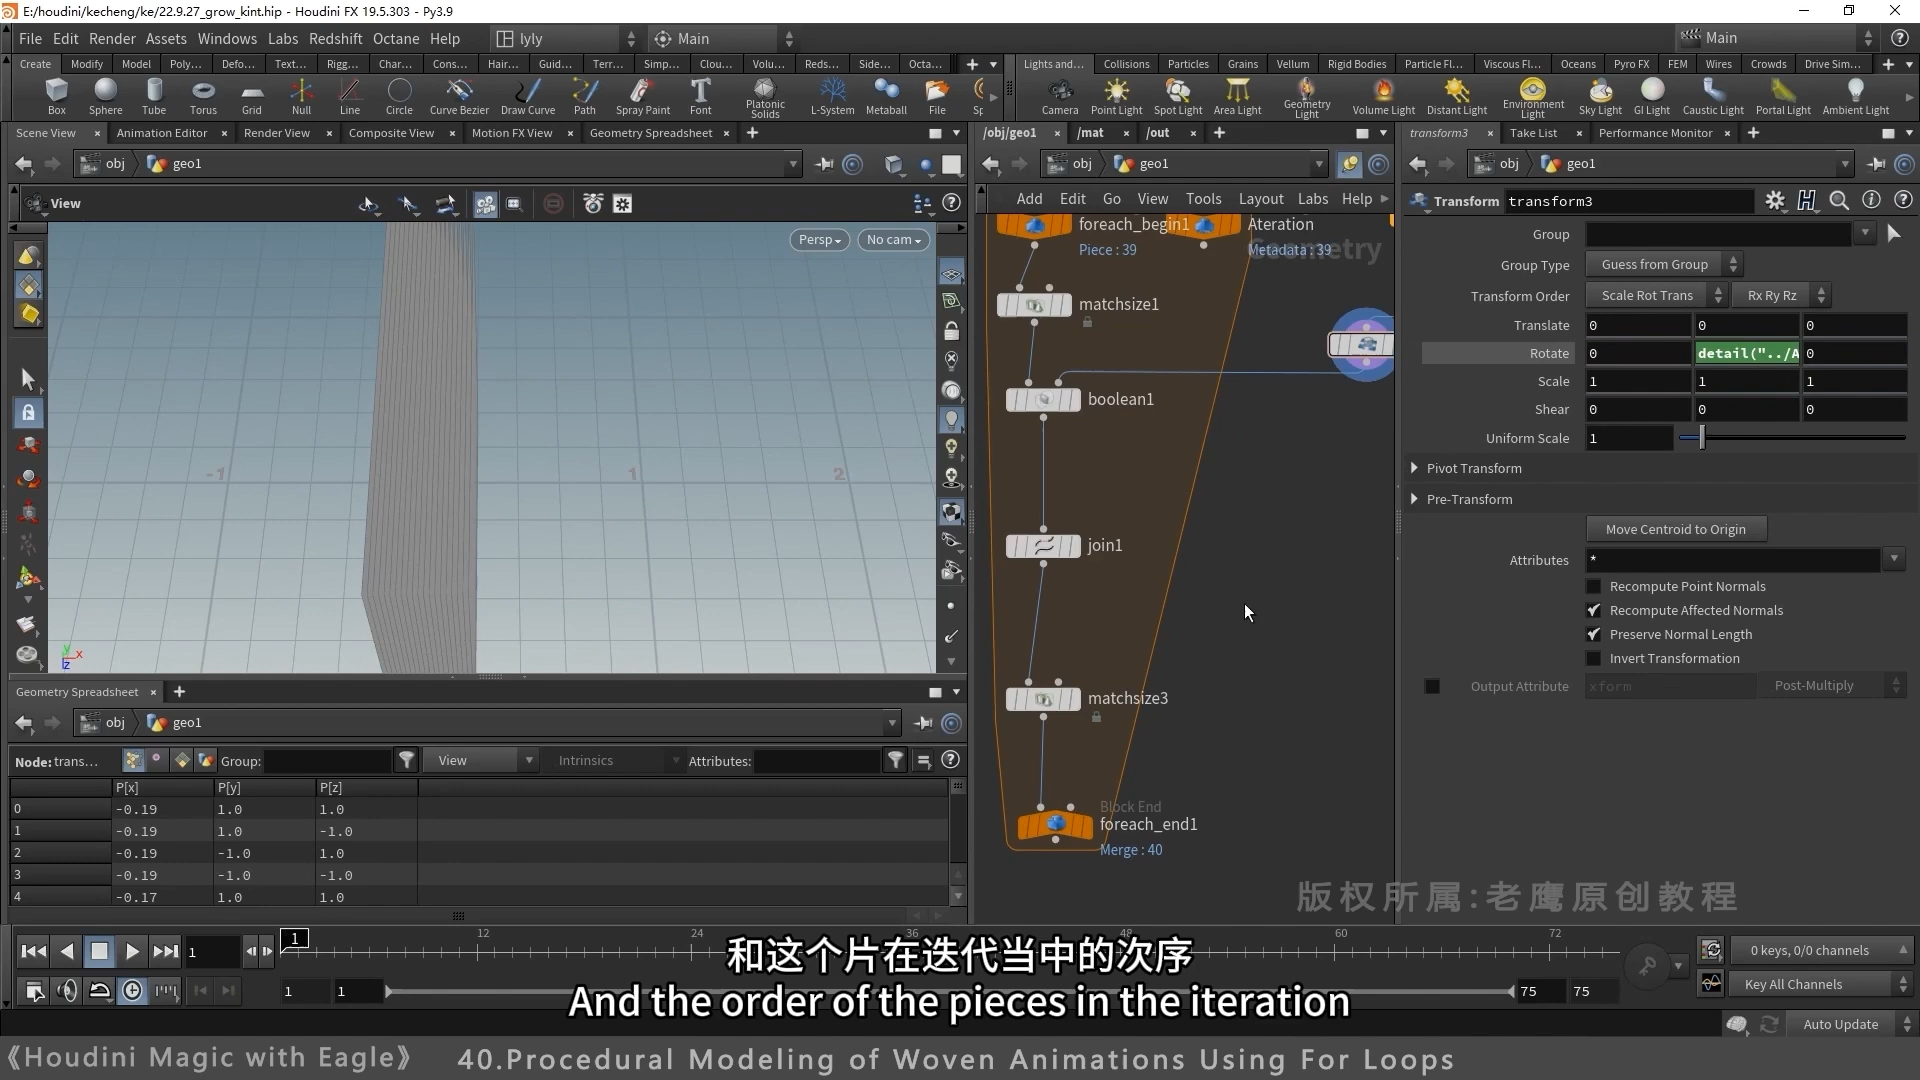 E:/houdini/kecheng/ke/22.9.27_grow_kint.hip - Houdini FX 19.5.303 - Py3.9
File Edit Render Assets Windows Labs Redshift Octane Help lyly Main Main
Create Modify Model Poly... Defo... Text... Rigg... Char... Cons... Hair... Guid... Terr... Simp... Clou... Volu... Reds... Side... Octa...
Lights and... Collisions Particles Grains Vellum Rigid Bodies Particle Fl... Viscous Fl... Oceans Pyro FX FEM Wires Crowds Drive Sim...
Box Sphere Tube Torus Grid Null Line Circle Curve Bezier Draw Curve Path Spray Paint Font Platonic Solids L-System Metaball File
Camera Point Light Spot Light Area Light Geometry Light Volume Light Distant Light Environment Light Sky Light GI Light Caustic Light Portal Light Ambient Light
Scene View Animation Editor Render View Composite View Motion FX View Geometry Spreadsheet
/obj/geo1 /mat /out
transform3 Take List Performance Monitor
obj geo1
obj geo1
obj geo1
View
Add Edit Go View Tools Layout Labs Help
Transform transform3
Persp No cam
-1 1 2
y x z
foreach_begin1
Piece : 39
Ateration
Metadata : 39
Geometry
matchsize1
boolean1
join1
matchsize3
Block End
foreach_end1
Merge : 40
Group
Group Type Guess from Group
Transform Order Scale Rot Trans Rx Ry Rz
Translate 0 0 0
Rotate 0 detail("../A 0
Scale 1 1 1
Shear 0 0 0
Uniform Scale 1
Pivot Transform
Pre-Transform
Move Centroid to Origin
Attributes *
Recompute Point Normals
Recompute Affected Normals
Preserve Normal Length
Invert Transformation
Output Attribute xform Post-Multiply
Geometry Spreadsheet
obj geo1
Node: trans... Group: View Intrinsics Attributes:
P[x] P[y] P[z]
0 -0.19 1.0 1.0
1 -0.19 1.0 -1.0
2 -0.19 -1.0 1.0
3 -0.19 -1.0 -1.0
4 -0.17 1.0 1.0
版权所属:老鹰原创教程
1 1 12 24 36 48 60 72
0 keys, 0/0 channels
和这个片在迭代当中的次序
1 1 75 75
Key All Channels
And the order of the pieces in the iteration
Auto Update
《Houdini Magic with Eagle》 40.Procedural Modeling of Woven Animations Using For Loops